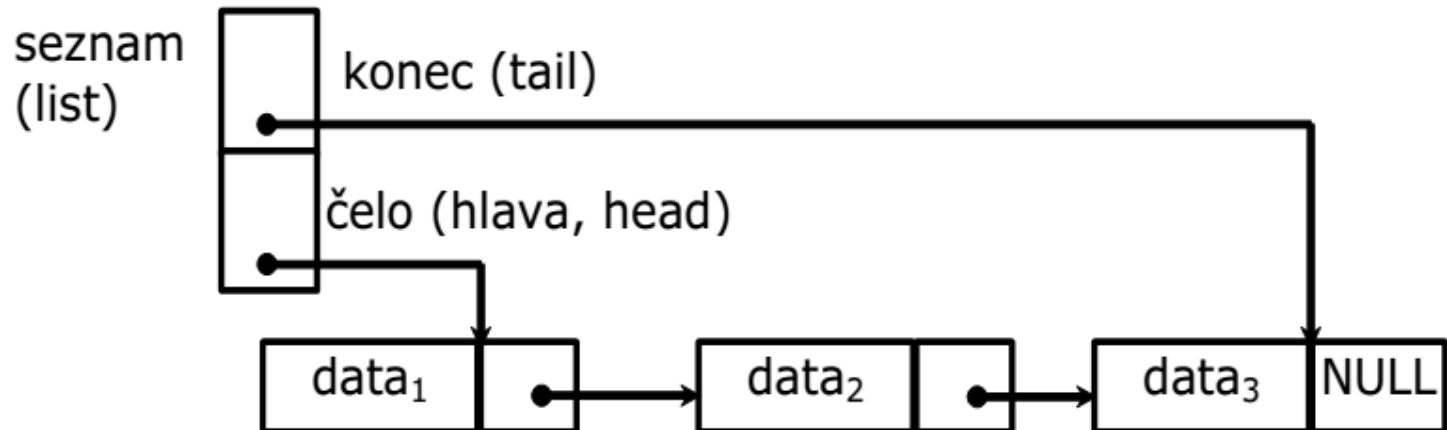 seznam
(list)
konec (tail)
čelo (hlava, head)
data₁
data₂
data₃
NULL